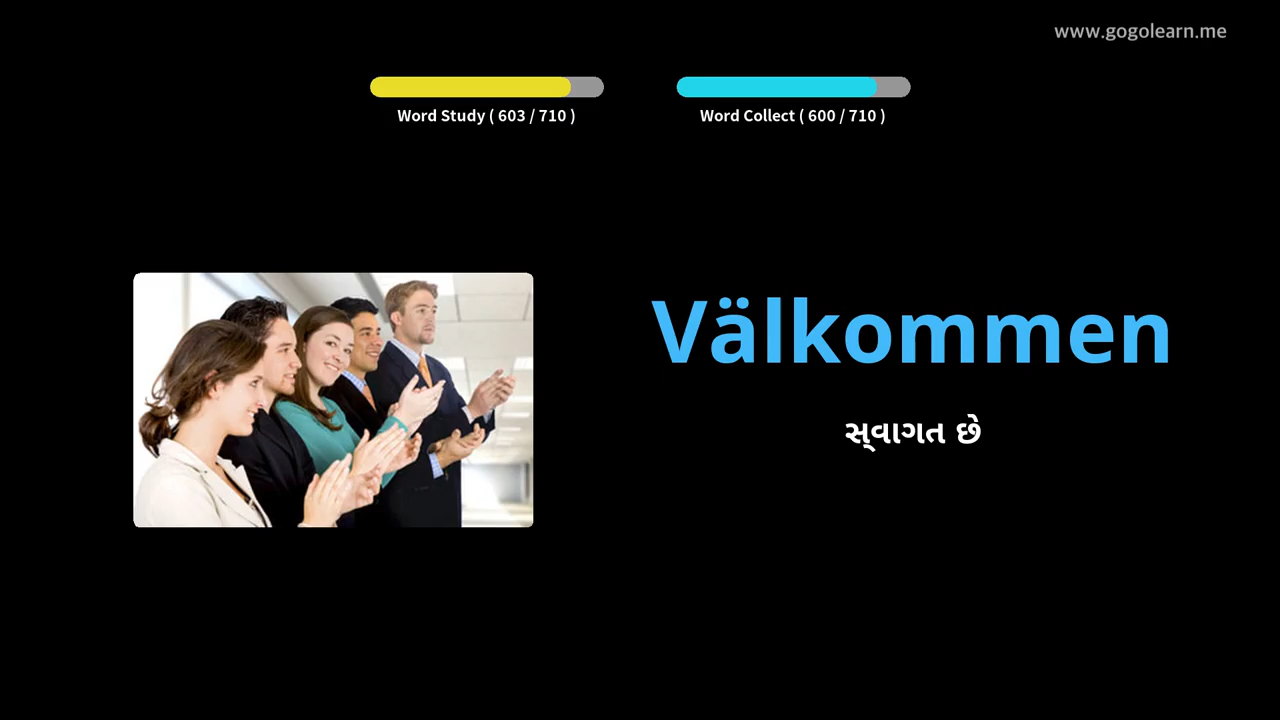 www.gogolearn.me
Word Study ( 603 / 710 )
Word Collect ( 600 / 710 )
Välkommen
સ્વાગત છે